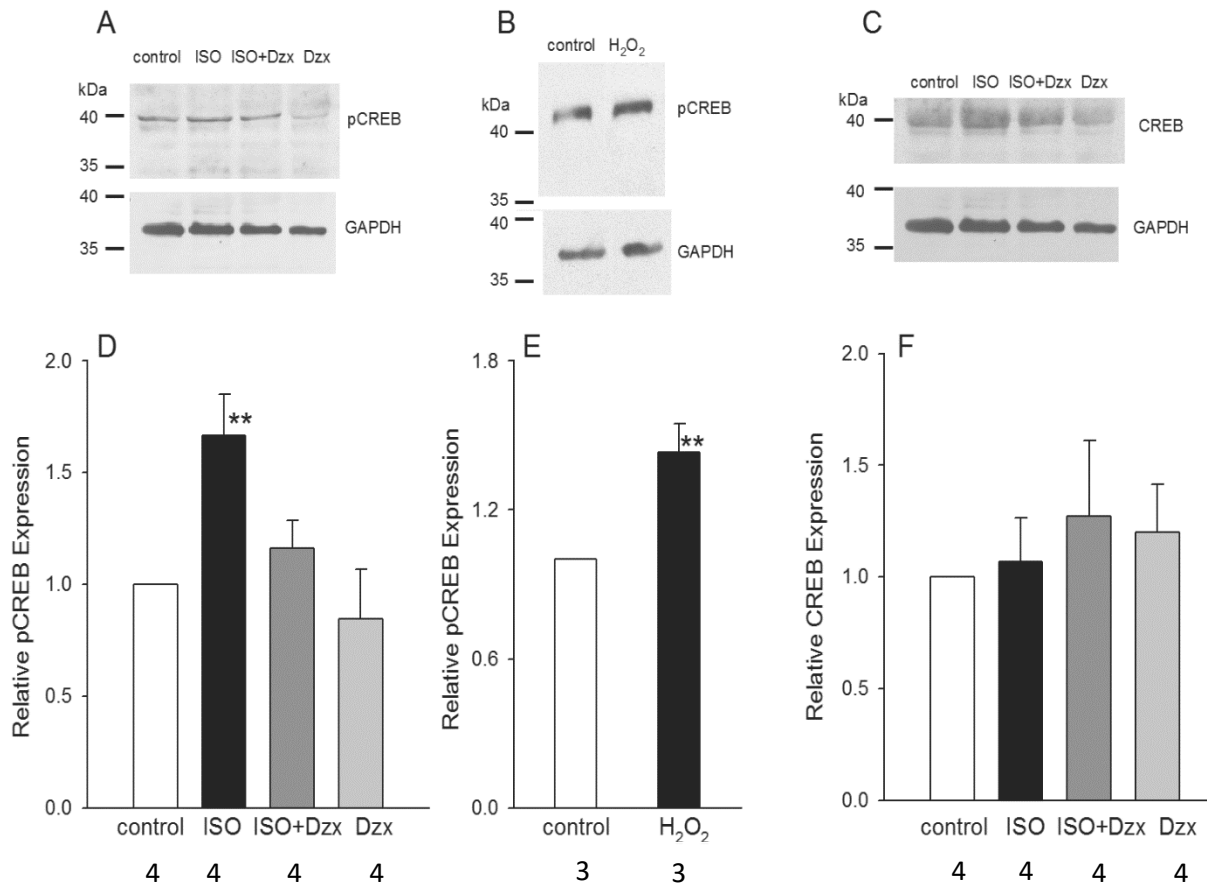 A
control ISO ISO+Dzx Dzx
kDa
40
pCREB
35
40
GAPDH
35
B
control H₂O₂
kDa
pCREB
40
35
40
GAPDH
35
C
control ISO ISO+Dzx Dzx
kDa
40
CREB
40
GAPDH
35
D
Relative pCREB Expression
2.0
1.5
1.0
0.5
0.0
**
control ISO ISO+Dzx Dzx
4 4 4 4
E
Relative pCREB Expression
1.8
1.2
0.6
0.0
**
control H₂O₂
3 3
F
Relative CREB Expression
2.0
1.5
1.0
0.5
0.0
control ISO ISO+Dzx Dzx
4 4 4 4